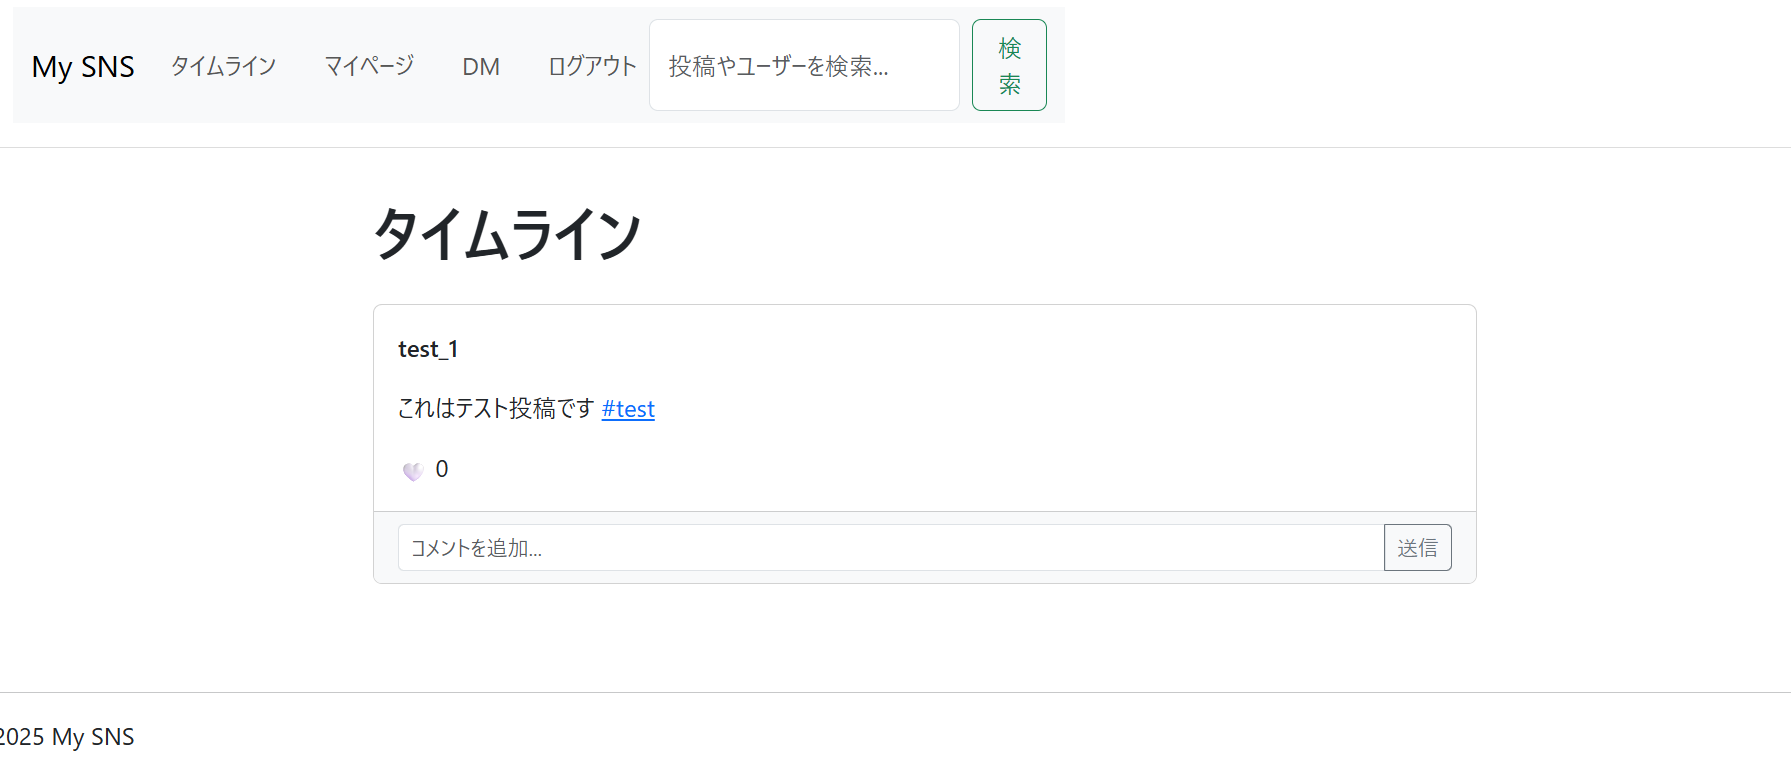 My SNS タイムライン マイページ DM ログアウト 投稿やユーザーを検索... 検
索
タイムライン
test_1
これはテスト投稿です #test
0
コメントを追加... 送信
2025 My SNS